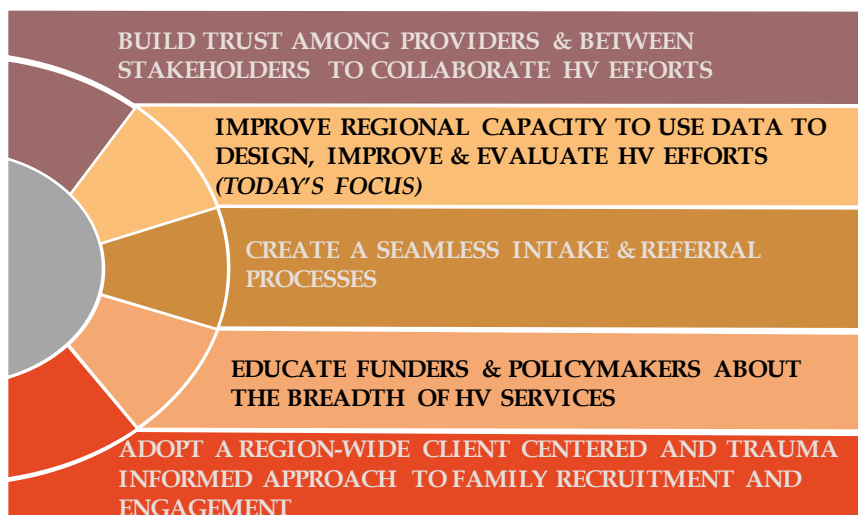 BUILD TRUST AMONG PROVIDERS & BETWEEN
STAKEHOLDERS TO COLLABORATE HV EFFORTS
IMPROVE REGIONAL CAPACITY TO USE DATA TO
DESIGN, IMPROVE & EVALUATE HV EFFORTS
(TODAY'S FOCUS)
CREATE A SEAMLESS INTAKE & REFERRAL
PROCESSES
EDUCATE FUNDERS & POLICYMAKERS ABOUT
THE BREADTH OF HV SERVICES
ADOPT A REGION-WIDE CLIENT CENTERED AND TRAUMA
INFORMED APPROACH TO FAMILY RECRUITMENT AND
ENGAGEMENT